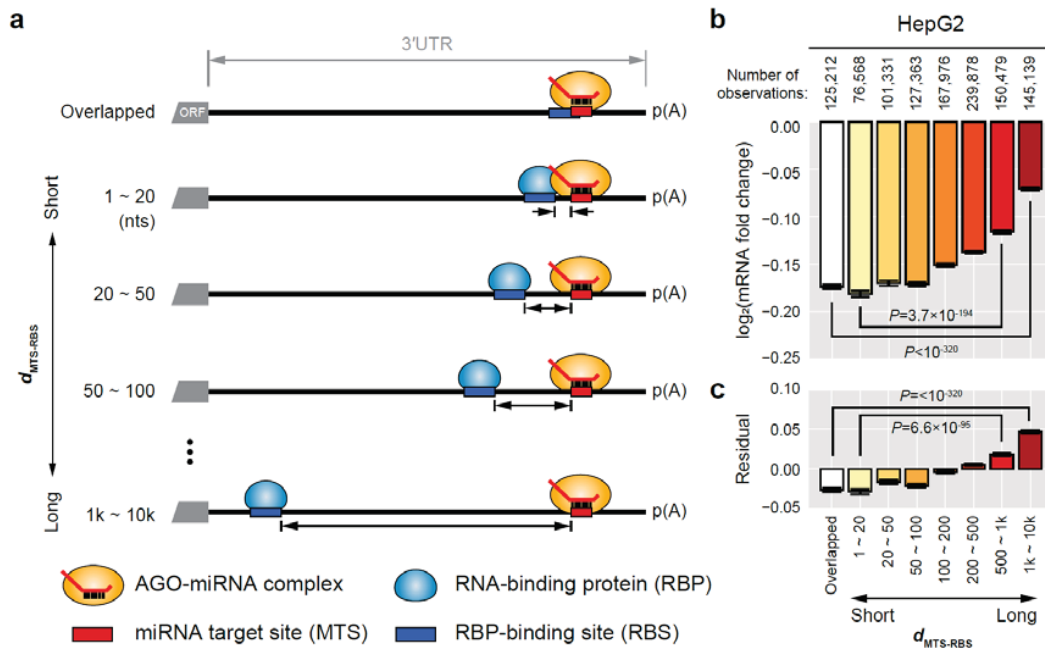 a
3′UTR
Overlapped
ORF
p(A)
Short
1 ~ 20
(nts)
p(A)
20 ~ 50
p(A)
d MTS-RBS
50 ~ 100
p(A)
Long
1k ~ 10k
p(A)
AGO-miRNA complex
RNA-binding protein (RBP)
miRNA target site (MTS)
RBP-binding site (RBS)
b
HepG2
Number of
observations:
125,212
76,568
101,331
127,363
167,976
239,878
150,479
145,139
log2(mRNA fold change)
0.00
−0.05
−0.10
−0.15
−0.20
−0.25
P=3.7×10-194
P<10-320
c
Residual
0.10
0.05
0.00
−0.05
P=<10-320
P=6.6×10-95
Overlapped
1 ~ 20
20 ~ 50
50 ~ 100
100 ~ 200
200 ~ 500
500 ~ 1k
1k ~ 10k
Short
Long
d MTS-RBS